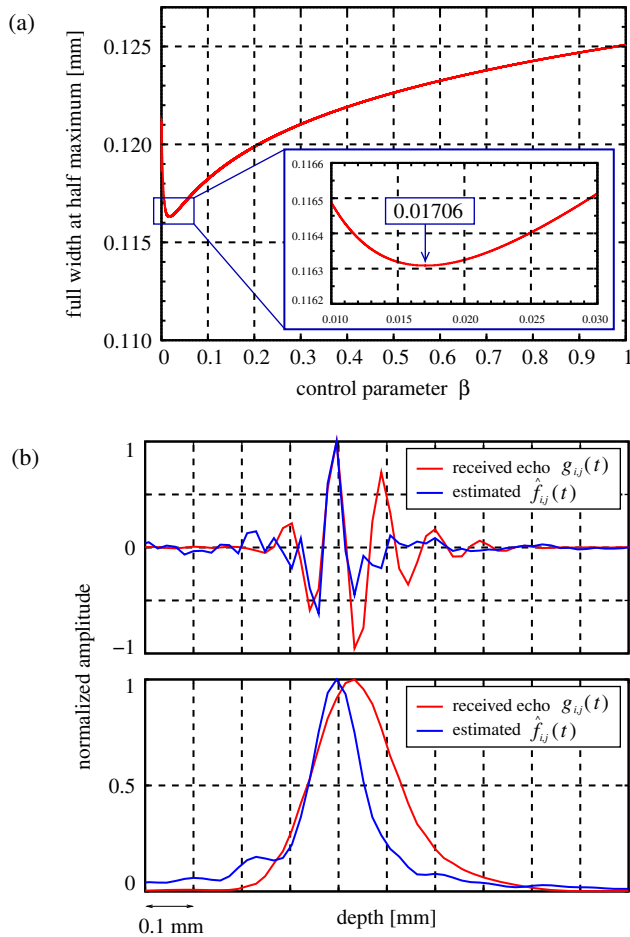 (a)
full width at half maximum [mm]
0.125
0.120
0.115
0.110
0 0.1 0.2 0.3 0.4 0.5 0.6 0.7 0.8 0.9 1
control parameter β
0.1166
0.1165
0.1164
0.1163
0.1162
0.010 0.015 0.020 0.025 0.030
0.01706
(b)
normalized amplitude
1
0
−1
received echo g_{i,j}(t)
estimated \hat{f}_{i,j}(t)
1
0.5
0
received echo g_{i,j}(t)
estimated \hat{f}_{i,j}(t)
0.1 mm
depth [mm]